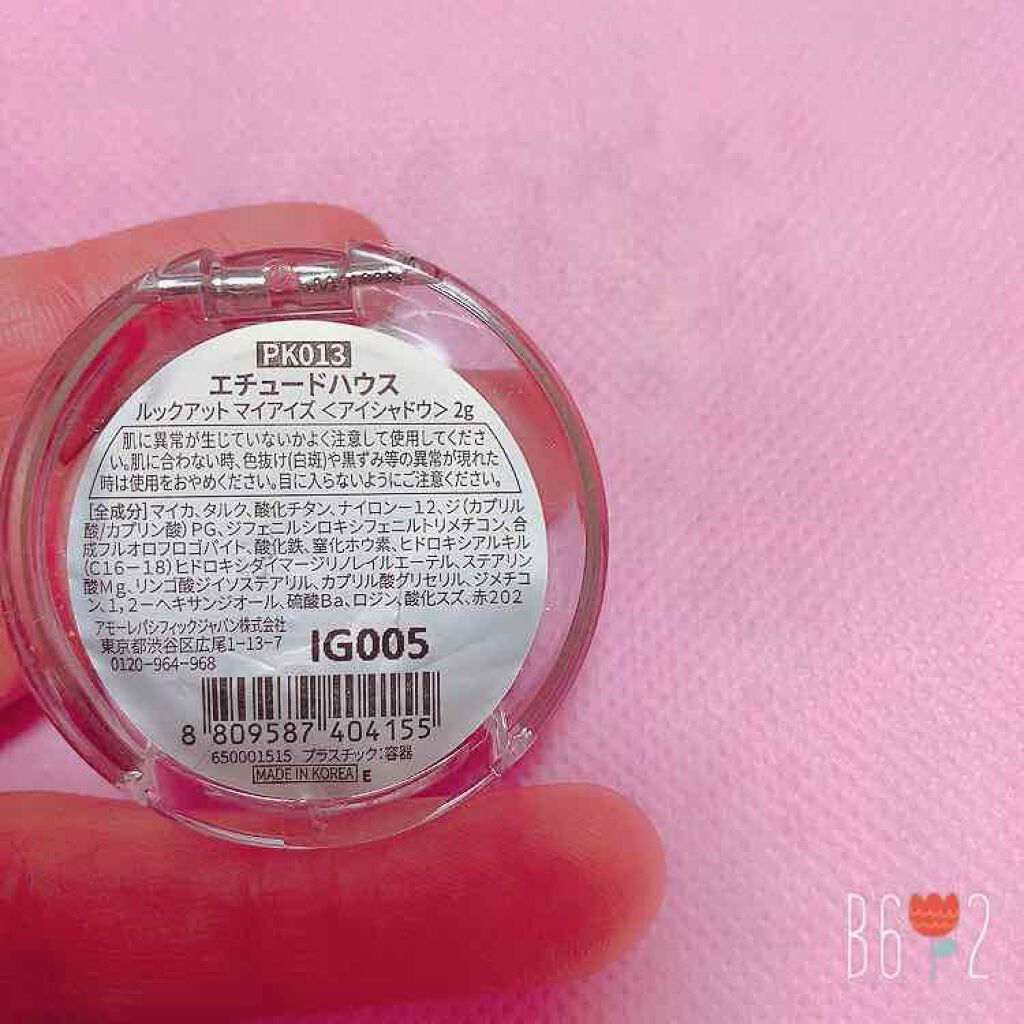 PK013
エチュードハウス
ルックアット マイアイズ <アイシャドウ> 2g
肌に異常が生じていないかよく注意して使用してくださ
い。肌に合わない時、色抜け(白斑)や黒ずみ等の異常が現れた
時は使用をおやめください。目に入らないようにご注意ください。
[全成分]マイカ、タルク、酸化チタン、ナイロンー12、ジ(カプリル
酸/カプリン酸)PG、ジフェニルシロキシフェニルトリメチコン、合
成フルオロフロゴパイト、酸化鉄、窒化ホウ素、ヒドロキシアルキル
(C16-18)ヒドロキシダイマージリノレイルエーテル、ステアリン
酸Mg、リンゴ酸ジイソステアリル、カプリル酸グリセリル、ジメチコ
ン、1,2-ヘキサンジオール、硫酸Ba、ロジン、酸化スズ、赤202
アモーレパシフィックジャパン株式会社
東京都渋谷区広尾1-13-7
0120-964-968
IG005
8 809587 404155
650001515 プラスチック:容器
MADE IN KOREA E
B6 2